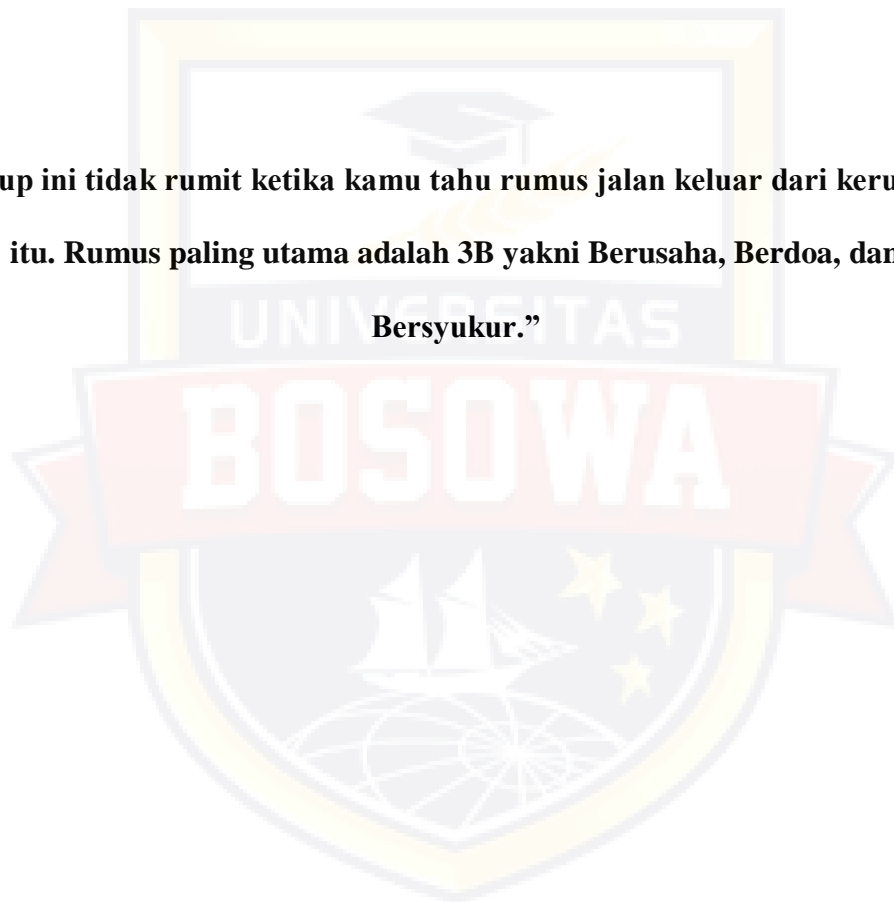 up ini tidak rumit ketika kamu tahu rumus jalan keluar dari keru
itu. Rumus paling utama adalah 3B yakni Berusaha, Berdoa, dan
Bersyukur.”
UNIVERSITAS
BOSOWA